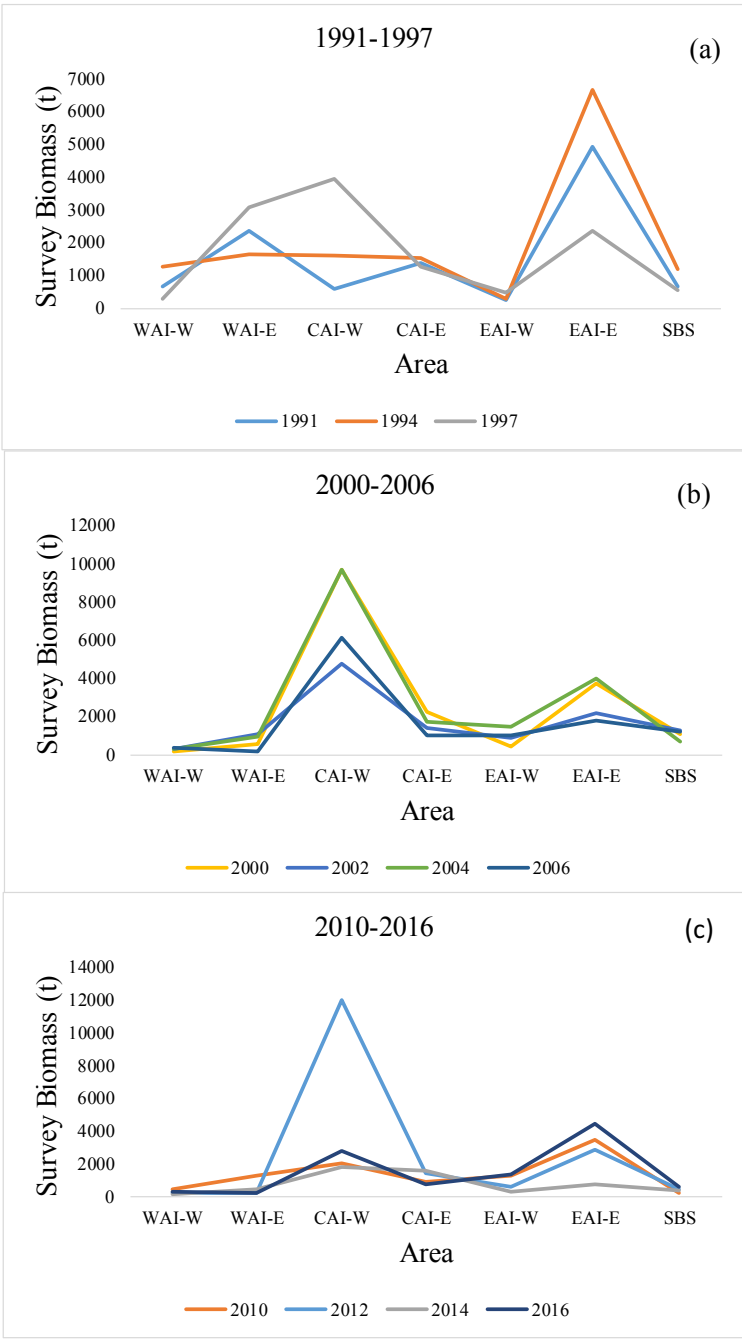 1991-1997
(a)
Survey Biomass (t)
7000
6000
5000
4000
3000
2000
1000
0
WAI-W WAI-E CAI-W CAI-E EAI-W EAI-E SBS
Area
1991 1994 1997
2000-2006
(b)
Survey Biomass (t)
12000
10000
8000
6000
4000
2000
0
WAI-W WAI-E CAI-W CAI-E EAI-W EAI-E SBS
Area
2000 2002 2004 2006
2010-2016
(c)
Survey Biomass (t)
14000
12000
10000
8000
6000
4000
2000
0
WAI-W WAI-E CAI-W CAI-E EAI-W EAI-E SBS
Area
2010 2012 2014 2016